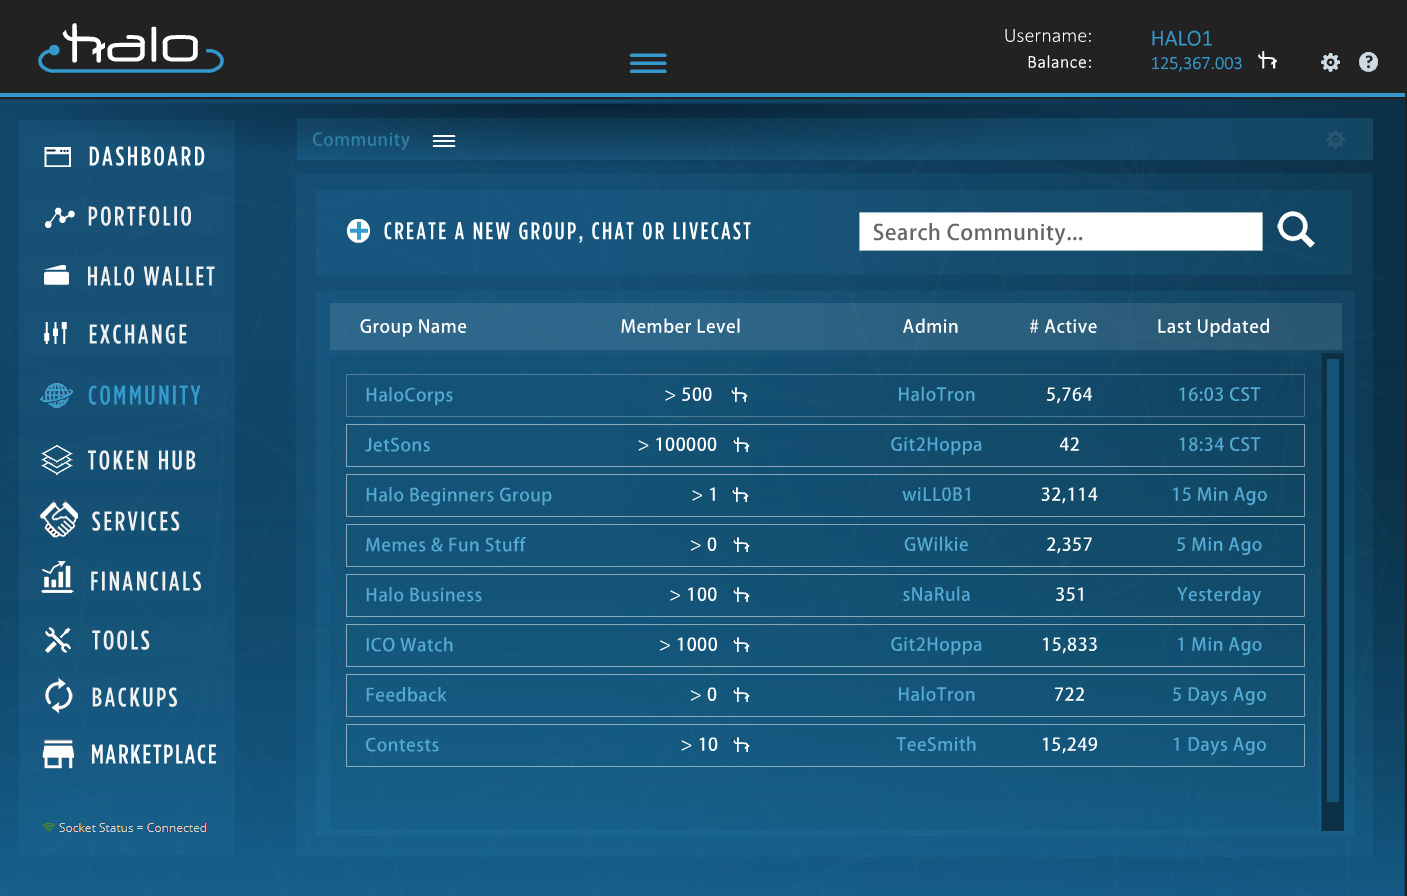 halo
Username: HALO1
Balance: 125,367.003
DASHBOARD
PORTFOLIO
HALO WALLET
EXCHANGE
COMMUNITY
TOKEN HUB
SERVICES
FINANCIALS
TOOLS
BACKUPS
MARKETPLACE
Socket Status = Connected
Community
CREATE A NEW GROUP, CHAT OR LIVECAST
Search Community...
Group Name Member Level Admin # Active Last Updated
HaloCorps > 500 HaloTron 5,764 16:03 CST
JetSons > 100000 Git2Hoppa 42 18:34 CST
Halo Beginners Group > 1 wiLL0B1 32,114 15 Min Ago
Memes & Fun Stuff > 0 GWilkie 2,357 5 Min Ago
Halo Business > 100 sNaRula 351 Yesterday
ICO Watch > 1000 Git2Hoppa 15,833 1 Min Ago
Feedback > 0 HaloTron 722 5 Days Ago
Contests > 10 TeeSmith 15,249 1 Days Ago